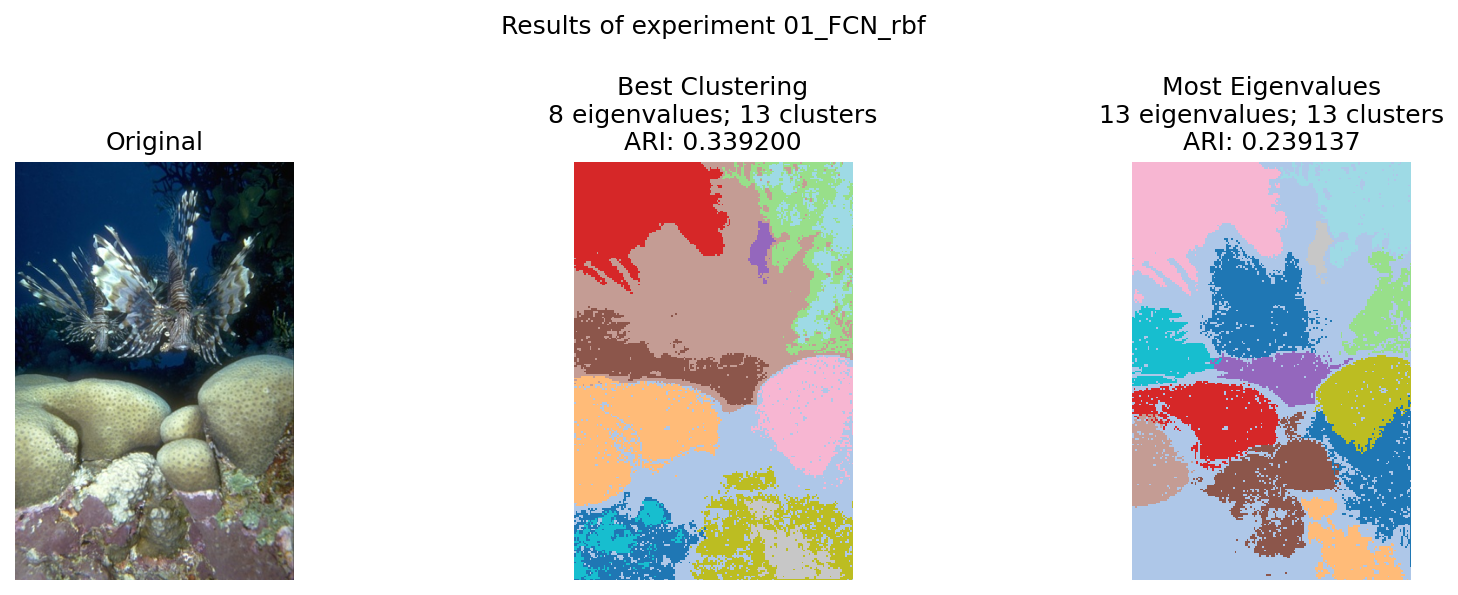 Results of experiment 01_FCN_rbf
Original
Best Clustering
8 eigenvalues; 13 clusters
ARI: 0.339200
Most Eigenvalues
13 eigenvalues; 13 clusters
ARI: 0.239137